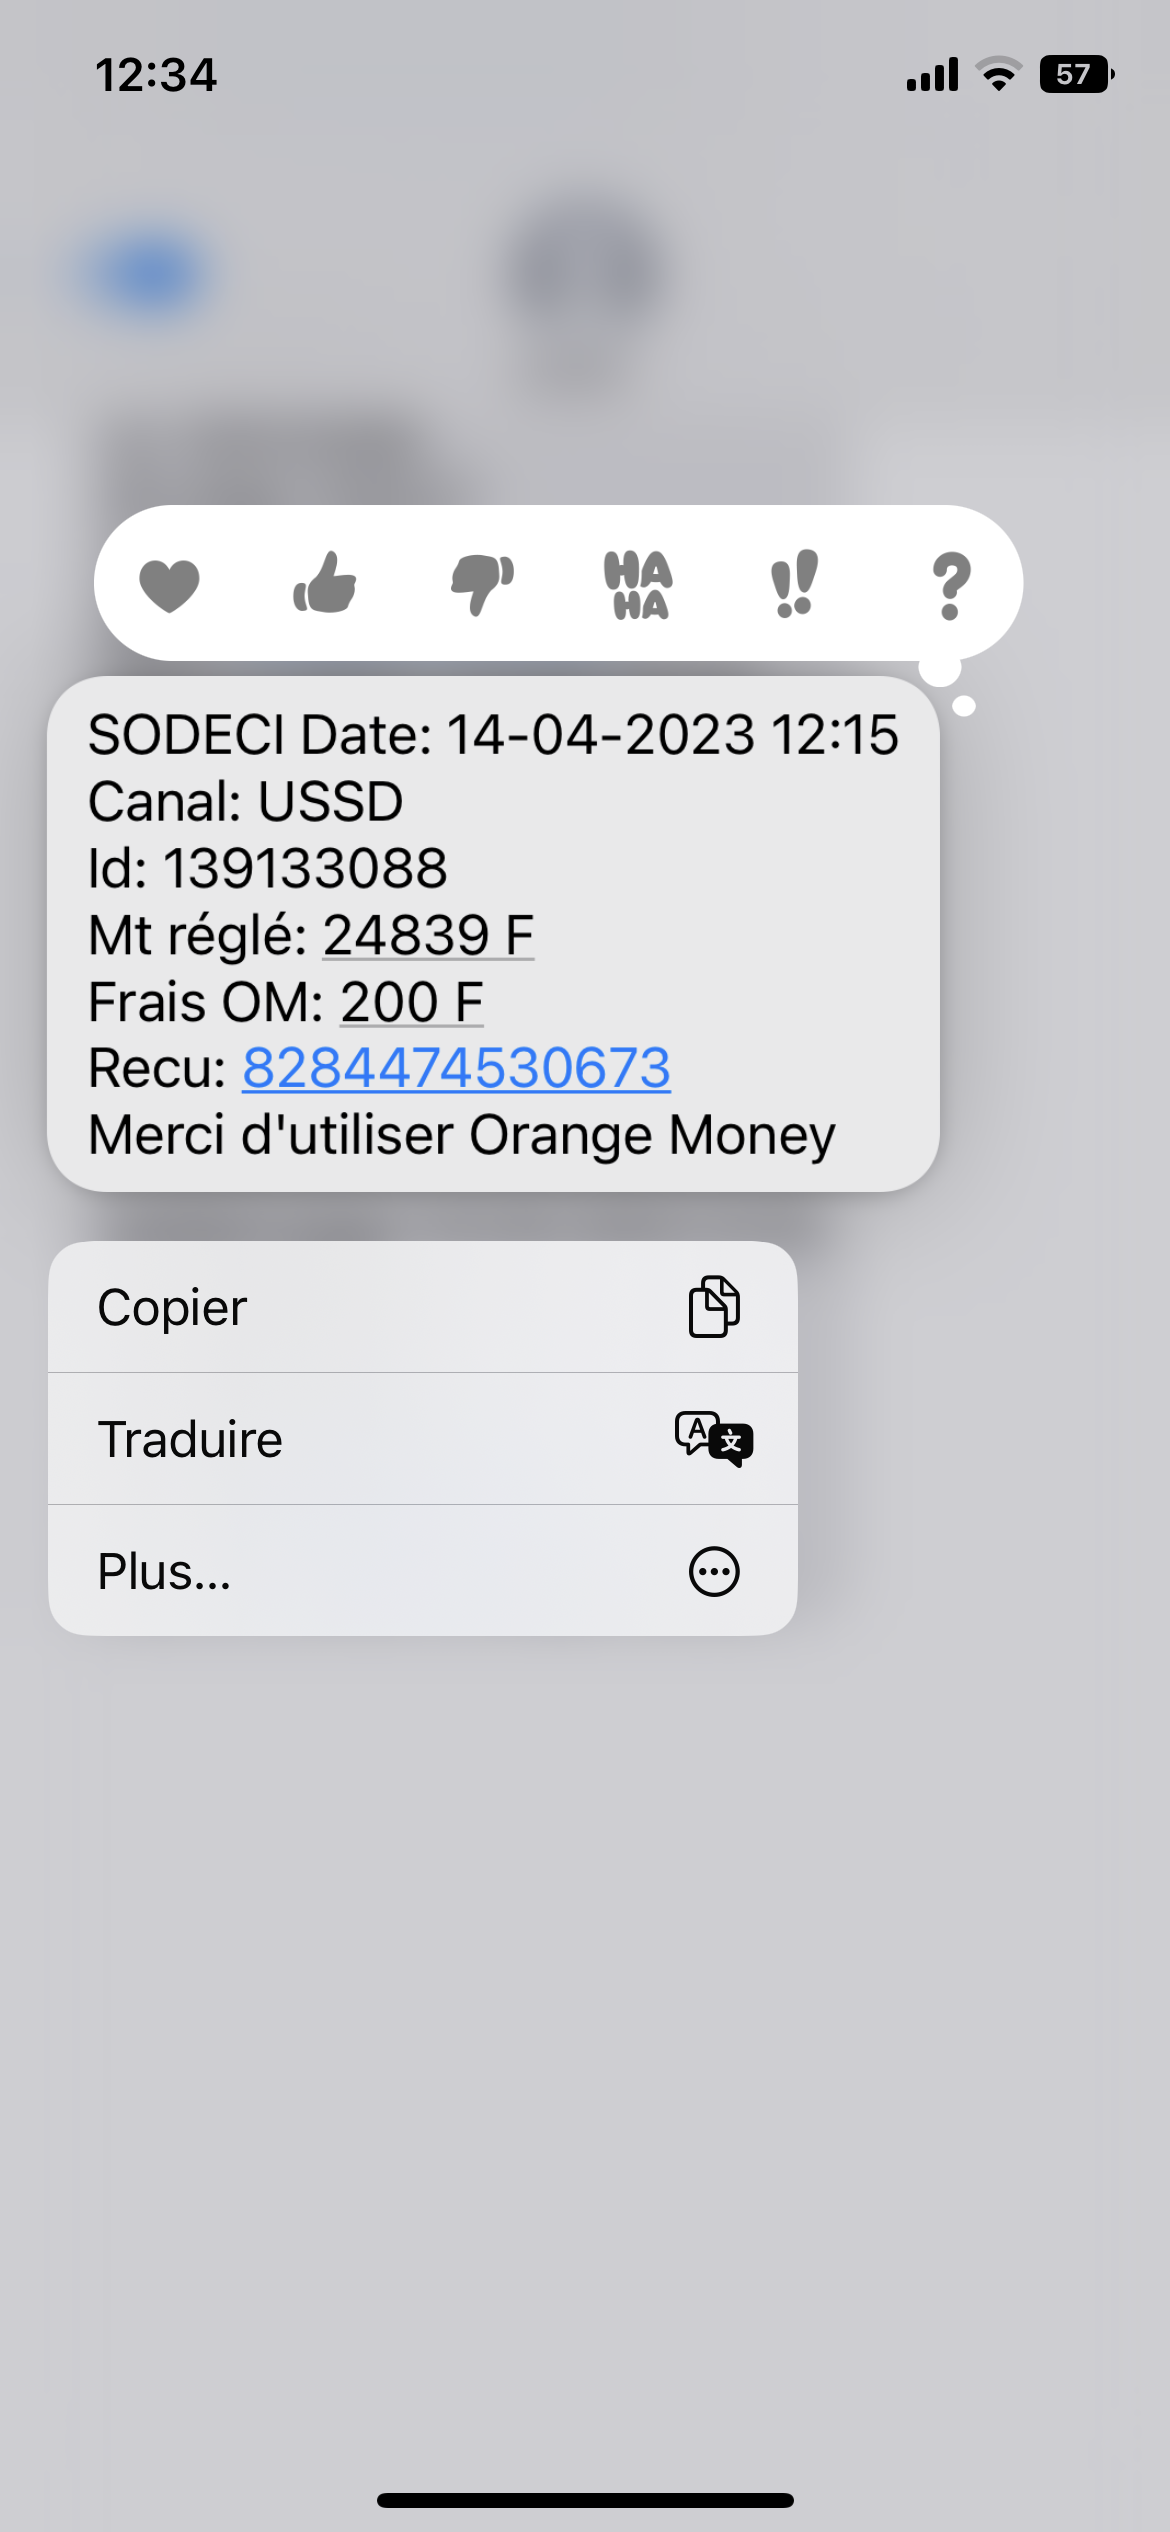 12:34
57
HA
HA
!!
?
SODECI Date: 14-04-2023 12:15
Canal: USSD
Id: 139133088
Mt réglé: 24839 F
Frais OM: 200 F
Recu: 8284474530673
Merci d'utiliser Orange Money
Copier
A 文
Traduire
Plus...